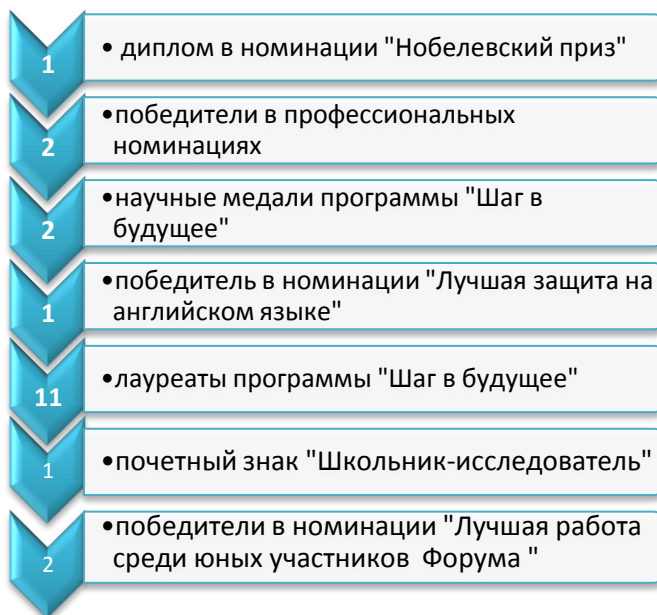 1
• диплом в номинации "Нобелевский приз"
2
•победители в профессиональных
номинациях
2
•научные медали программы "Шаг в
будущее"
1
•победитель в номинации "Лучшая защита на
английском языке"
11
•лауреаты программы "Шаг в будущее"
1
•почетный знак "Школьник-исследователь"
2
•победители в номинации "Лучшая работа
среди юных участников Форума "